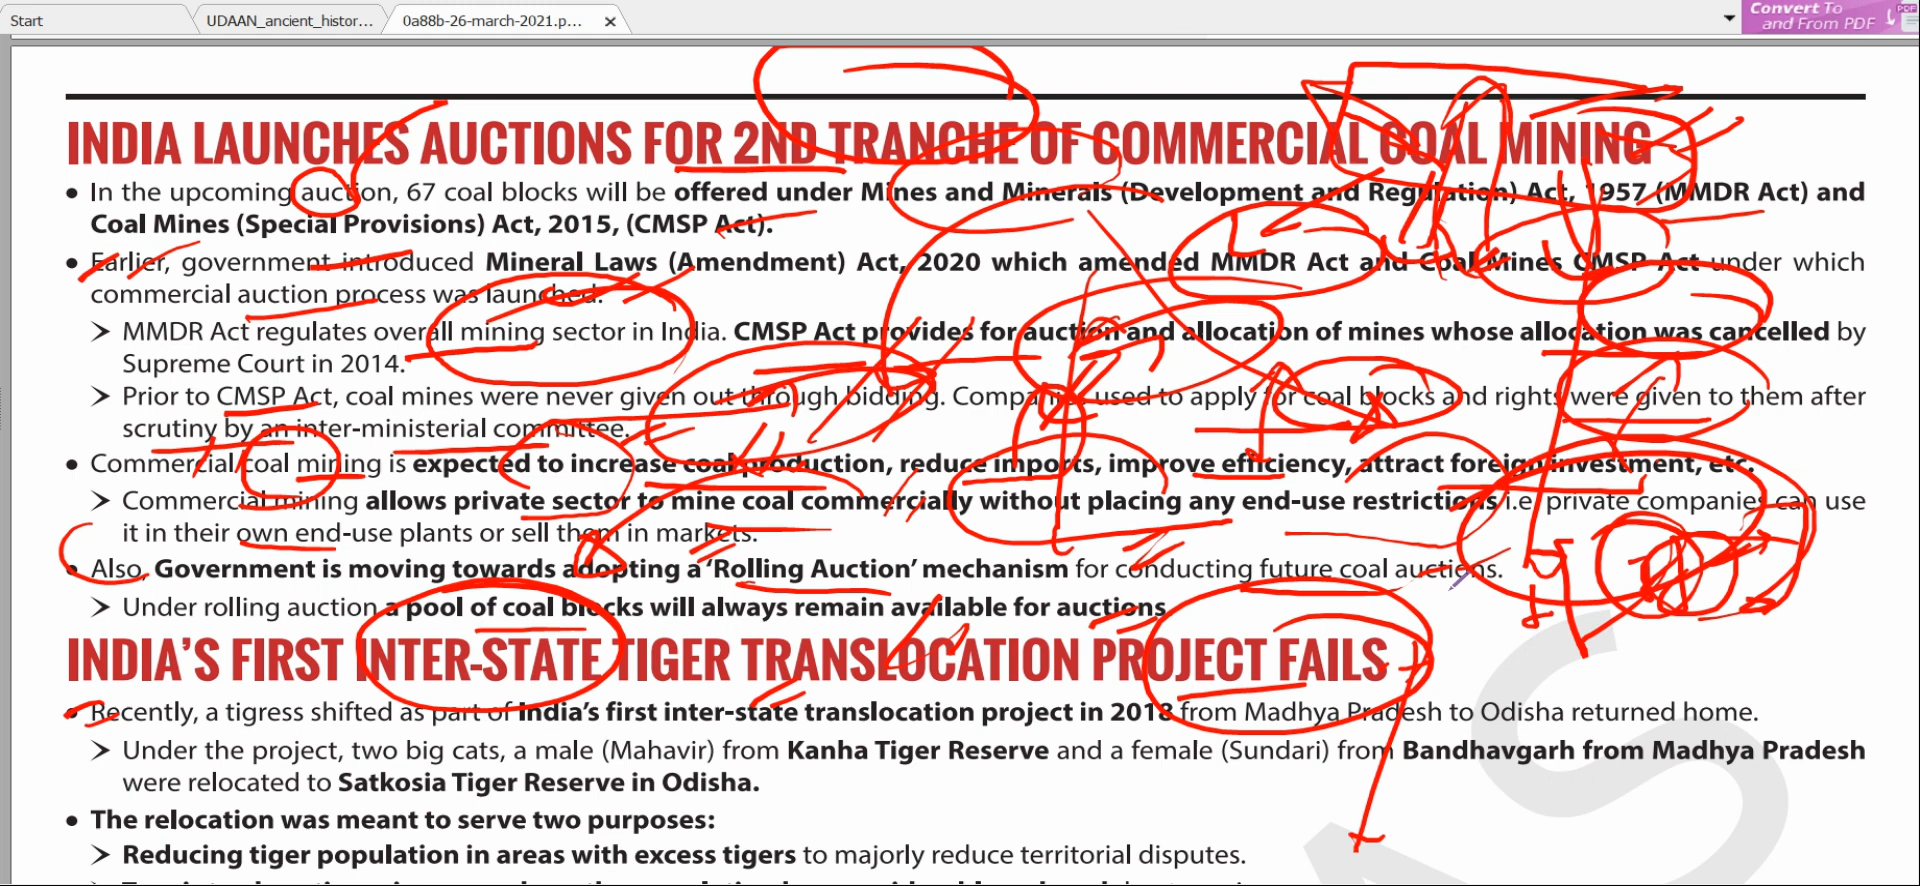 Start
UDAAN_ancient_histor...
0a88b-26-march-2021.p...
Convert To
and From PDF
PDF
INDIA LAUNCHES AUCTIONS FOR 2ND TRANCHE OF COMMERCIAL COAL MINING
• In the upcoming auction, 67 coal blocks will be offered under Mines and Minerals (Development and Regulation) Act, 1957 (MMDR Act) and
Coal Mines (Special Provisions) Act, 2015, (CMSP Act).
• Earlier, government introduced Mineral Laws (Amendment) Act, 2020 which amended MMDR Act and Coal Mines CMSP Act under which
commercial auction process was launched.
➤ MMDR Act regulates overall mining sector in India. CMSP Act provides for auction and allocation of mines whose allocation was cancelled by
Supreme Court in 2014.
➤ Prior to CMSP Act, coal mines were never given out through bidding. Companies used to apply for coal blocks and rights were given to them after
scrutiny by an inter-ministerial committee.
• Commercial coal mining is expected to increase coal production, reduce imports, improve efficiency, attract foreign investment, etc.
➤ Commercial mining allows private sector to mine coal commercially without placing any end-use restrictions i.e. private companies can use
it in their own end-use plants or sell them in markets.
• Also, Government is moving towards adopting a ‘Rolling Auction’ mechanism for conducting future coal auctions.
➤ Under rolling auction a pool of coal blocks will always remain available for auctions
INDIA’S FIRST INTER-STATE TIGER TRANSLOCATION PROJECT FAILS
• Recently, a tigress shifted as part of India’s first inter-state translocation project in 2018 from Madhya Pradesh to Odisha returned home.
➤ Under the project, two big cats, a male (Mahavir) from Kanha Tiger Reserve and a female (Sundari) from Bandhavgarh from Madhya Pradesh
were relocated to Satkosia Tiger Reserve in Odisha.
• The relocation was meant to serve two purposes:
➤ Reducing tiger population in areas with excess tigers to majorly reduce territorial disputes.